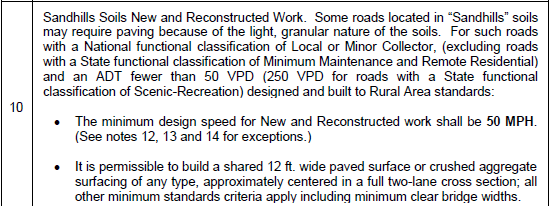 Sandhills Soils New and Reconstructed Work. Some roads located in “Sandhills” soils
may require paving because of the light, granular nature of the soils. For such roads
with a National functional classification of Local or Minor Collector, (excluding roads
with a State functional classification of Minimum Maintenance and Remote Residential)
and an ADT fewer than 50 VPD (250 VPD for roads with a State functional
classification of Scenic-Recreation) designed and built to Rural Area standards:
10
• The minimum design speed for New and Reconstructed work shall be 50 MPH.
(See notes 12, 13 and 14 for exceptions.)
• It is permissible to build a shared 12 ft. wide paved surface or crushed aggregate
surfacing of any type, approximately centered in a full two-lane cross section; all
other minimum standards criteria apply including minimum clear bridge widths.